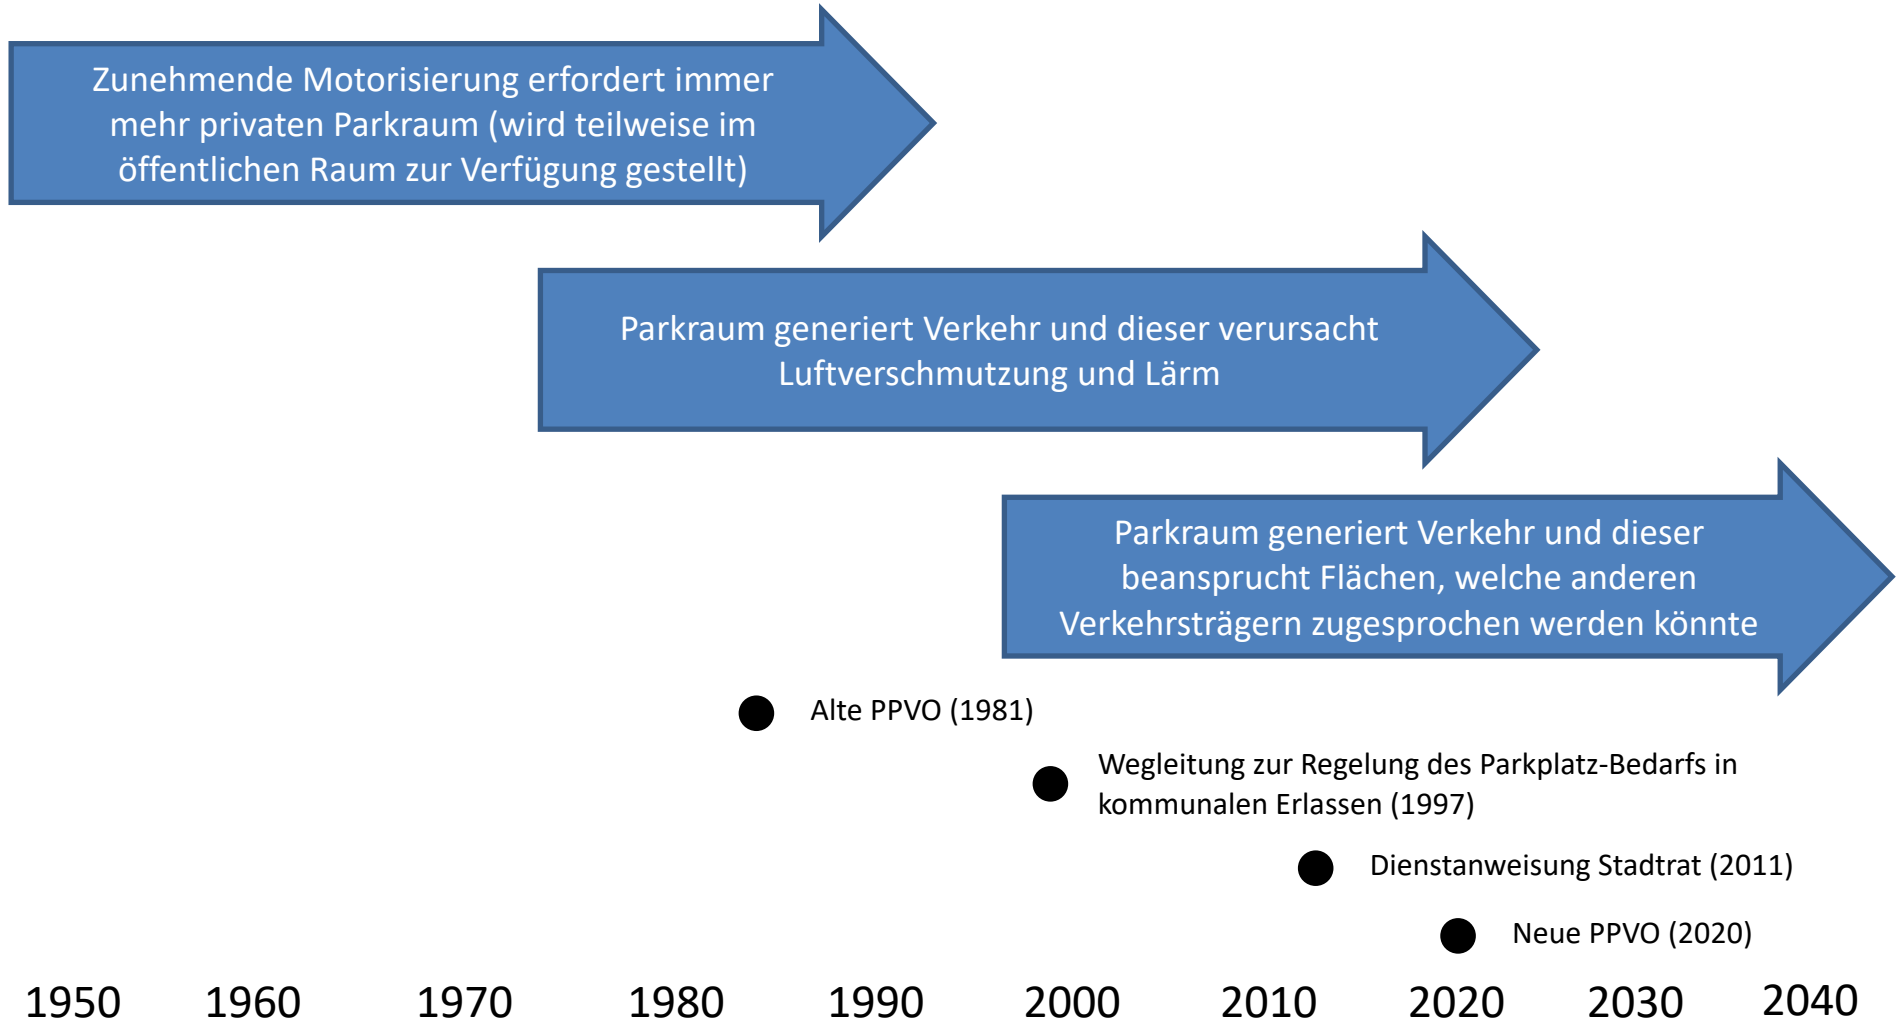 Zunehmende Motorisierung erfordert immer
mehr privaten Parkraum (wird teilweise im
öffentlichen Raum zur Verfügung gestellt)
Parkraum generiert Verkehr und dieser verursacht
Luftverschmutzung und Lärm
Parkraum generiert Verkehr und dieser
beansprucht Flächen, welche anderen
Verkehrsträgern zugesprochen werden könnte
Alte PPVO (1981)
Wegleitung zur Regelung des Parkplatz-Bedarfs in
kommunalen Erlassen (1997)
Dienstanweisung Stadtrat (2011)
Neue PPVO (2020)
1950 1960 1970 1980 1990 2000 2010 2020 2030 2040